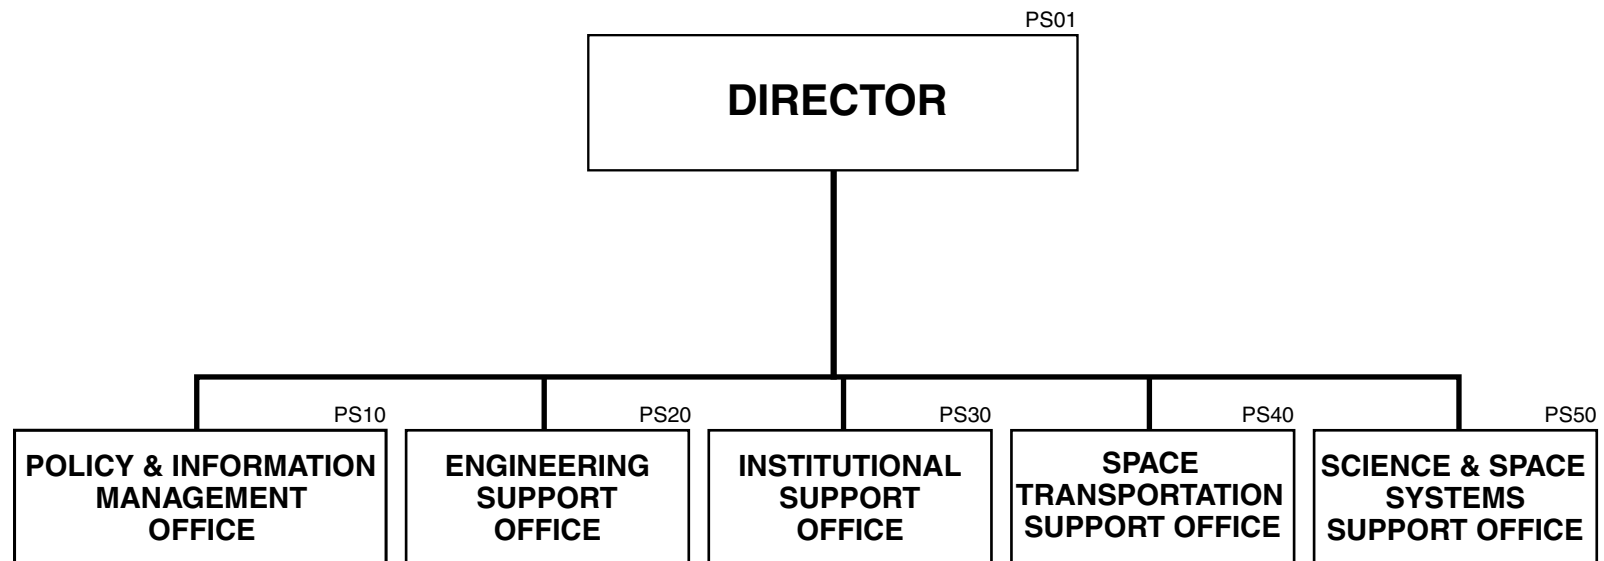 PS01
DIRECTOR
PS10
POLICY & INFORMATION
MANAGEMENT
OFFICE
PS20
ENGINEERING
SUPPORT
OFFICE
PS30
INSTITUTIONAL
SUPPORT
OFFICE
PS40
SPACE
TRANSPORTATION
SUPPORT OFFICE
PS50
SCIENCE & SPACE
SYSTEMS
SUPPORT OFFICE